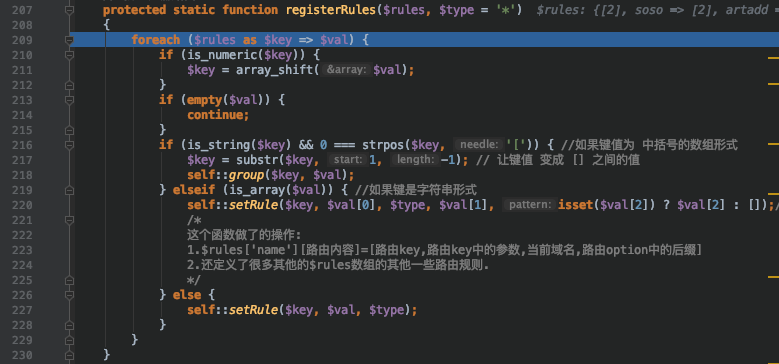 207 protected static function registerRules($rules, $type = '*') $rules: {[2], soso => [2], artadd =
208 {
209 foreach ($rules as $key => $val) {
210 if (is_numeric($key)) {
211 $key = array_shift( &array: $val);
212 }
213 if (empty($val)) {
214 continue;
215 }
216 if (is_string($key) && 0 === strpos($key, needle: '[')) { //如果键值为 中括号的数组形式
217 $key = substr($key, start: 1, length: -1); // 让键值 变成 [] 之间的值
218 self::group($key, $val);
219 } elseif (is_array($val)) { //如果键是字符串形式
220 self::setRule($key, $val[0], $type, $val[1], pattern: isset($val[2]) ? $val[2] : []);/
221 /*
222 这个函数做了的操作:
223 1.$rules['name'][路由内容]=[路由key,路由key中的参数,当前域名,路由option中的后缀]
224 2.还定义了很多其他的$rules数组的其他一些路由规则.
225 */
226 } else {
227 self::setRule($key, $val, $type);
228 }
229 }
230 }